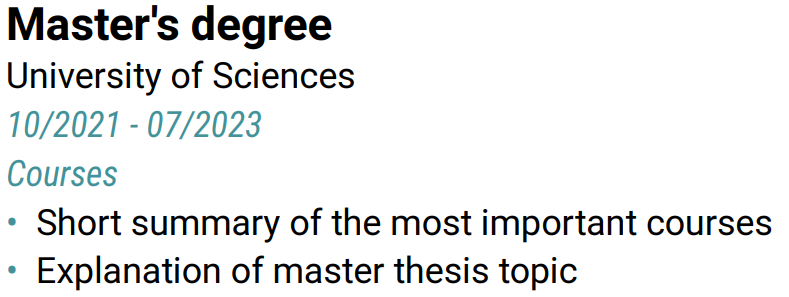 Master's degree
University of Sciences
10/2021 - 07/2023
Courses
• Short summary of the most important courses
• Explanation of master thesis topic